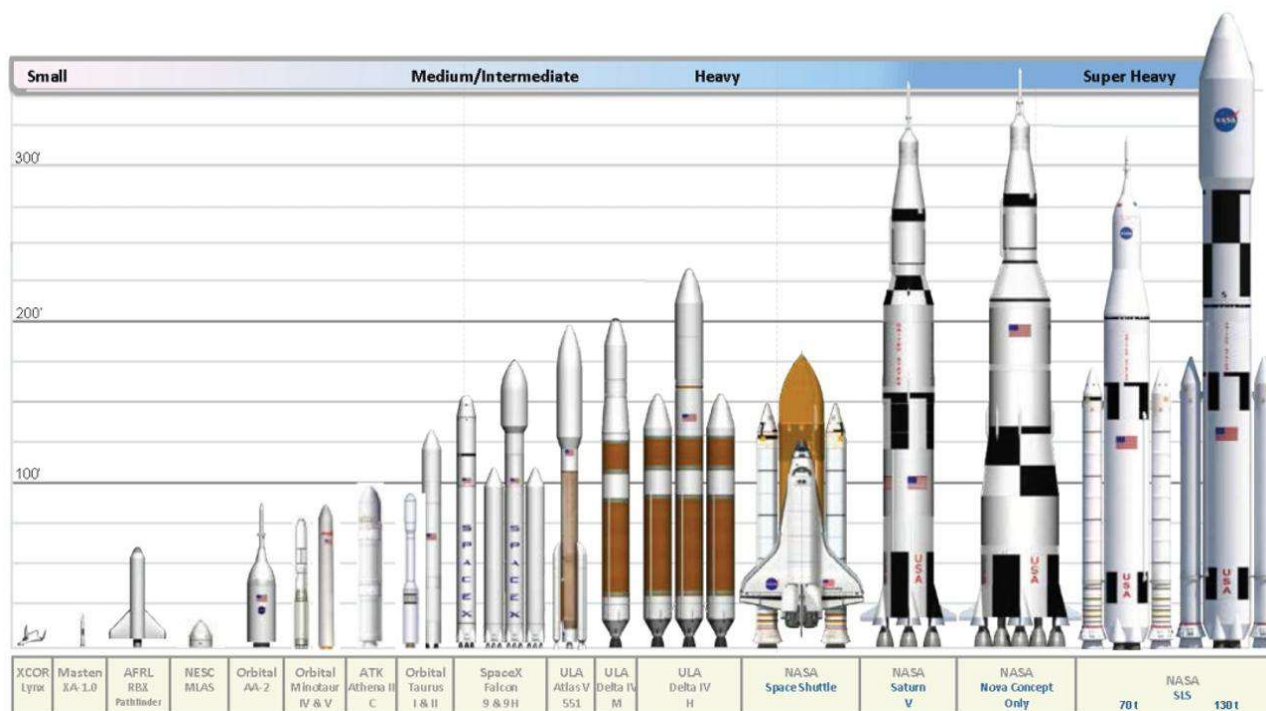 Small Medium/Intermediate Heavy Super Heavy
300'
200'
100'
NASA
NASA
USA
USA
USA
USA
SPACEX
SPACEX
XCOR
Lynx
Masten
XA-1.0
AFRL
RBX
Pathfinder
NESC
MLAS
Orbital
AA-2
Orbital
Minotaur
IV & V
ATK
Athena II
C
Orbital
Taurus
I & II
SpaceX
Falcon
9 & 9H
ULA
Atlas V
551
ULA
Delta IV
M
ULA
Delta IV
H
NASA
Space Shuttle
NASA
Saturn
V
NASA
Nova Concept
Only
NASA
SLS
70 t 130 t